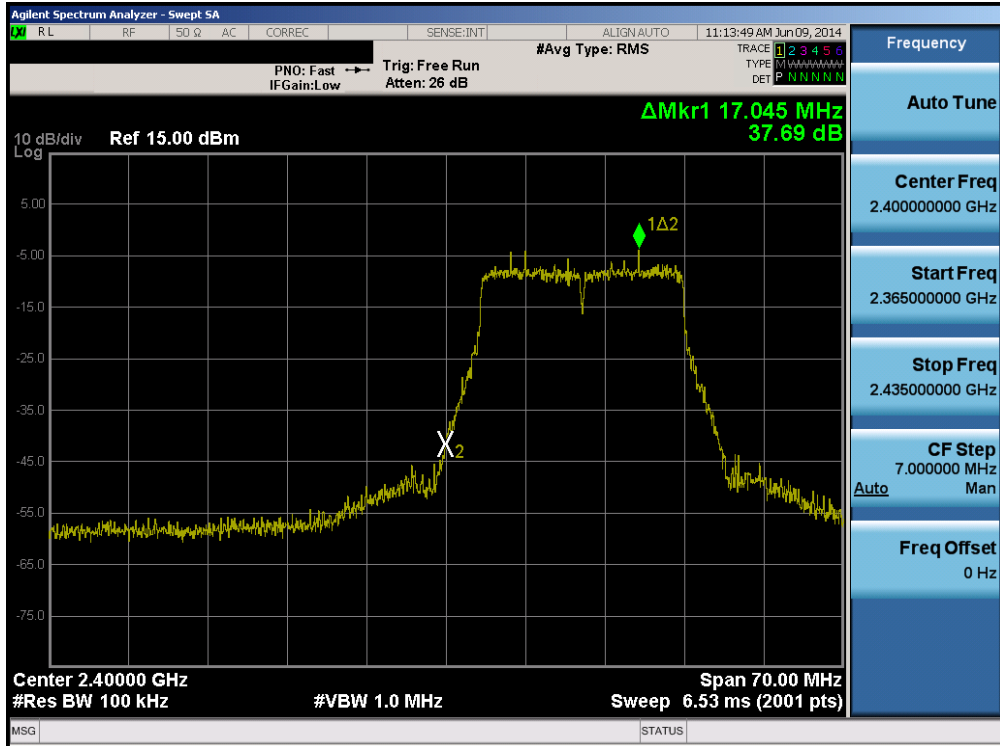 Agilent Spectrum Analyzer - Swept SA
LXI RL RF 50 Ω AC CORREC SENSE:INT ALIGN AUTO 11:13:49 AM Jun 09, 2014
#Avg Type: RMS
TRACE 1 2 3 4 5 6
TYPE M WWWWW
DET P N N N N N
PNO: Fast
IFGain:Low
Trig: Free Run
Atten: 26 dB
ΔMkr1 17.045 MHz
37.69 dB
10 dB/div Ref 15.00 dBm
Log
5.00
-5.00
-15.0
-25.0
-35.0
-45.0
-55.0
-65.0
-75.0
1Δ2
X2
Center 2.40000 GHz Span 70.00 MHz
#Res BW 100 kHz #VBW 1.0 MHz Sweep 6.53 ms (2001 pts)
MSG STATUS
Frequency
Auto Tune
Center Freq
2.400000000 GHz
Start Freq
2.365000000 GHz
Stop Freq
2.435000000 GHz
CF Step
7.000000 MHz
Auto Man
Freq Offset
0 Hz